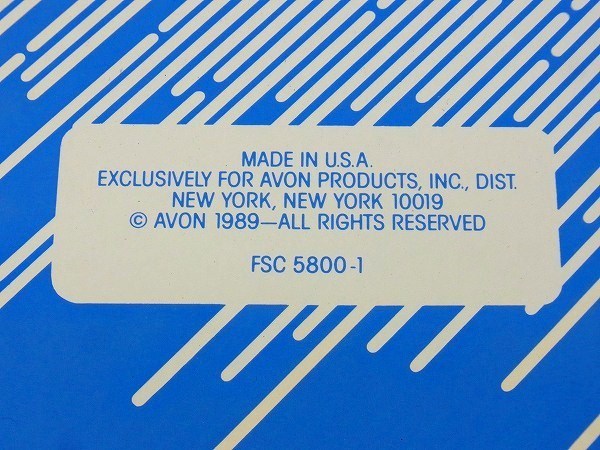 MADE IN U.S.A.
EXCLUSIVELY FOR AVON PRODUCTS, INC., DIST.
NEW YORK, NEW YORK 10019
© AVON 1989—ALL RIGHTS RESERVED
FSC 5800-1